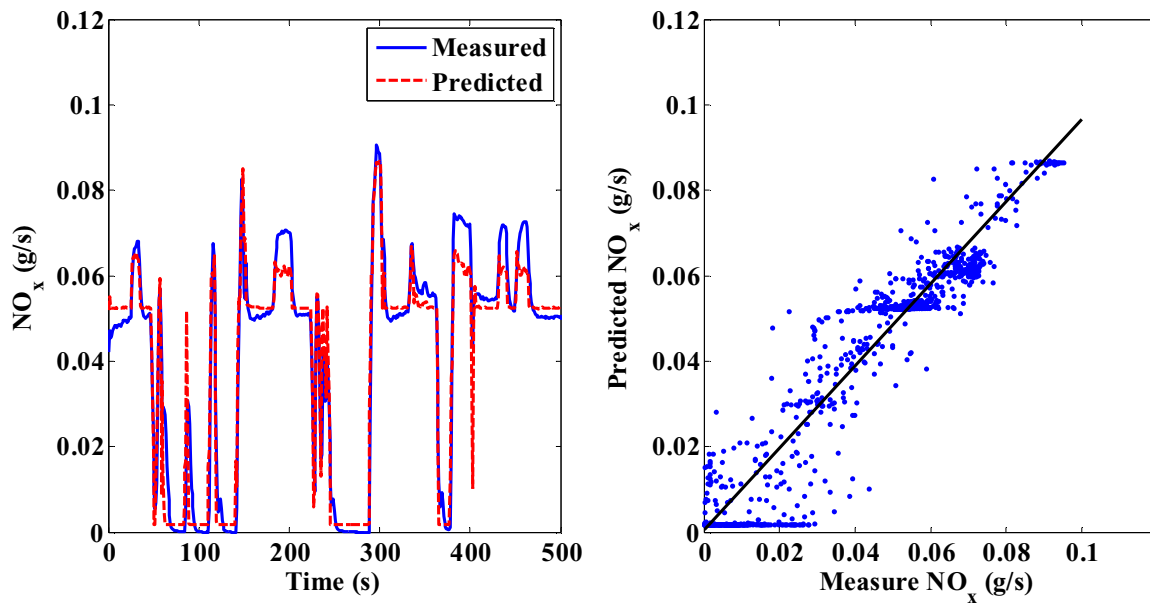 0.12
0.1
0.08
0.06
0.04
0.02
0
NOx (g/s)
Measured
Predicted
0 100 200 300 400 500
Time (s)
0.12
0.1
0.08
0.06
0.04
0.02
0
Predicted NOx (g/s)
0 0.02 0.04 0.06 0.08 0.1
Measure NOx (g/s)